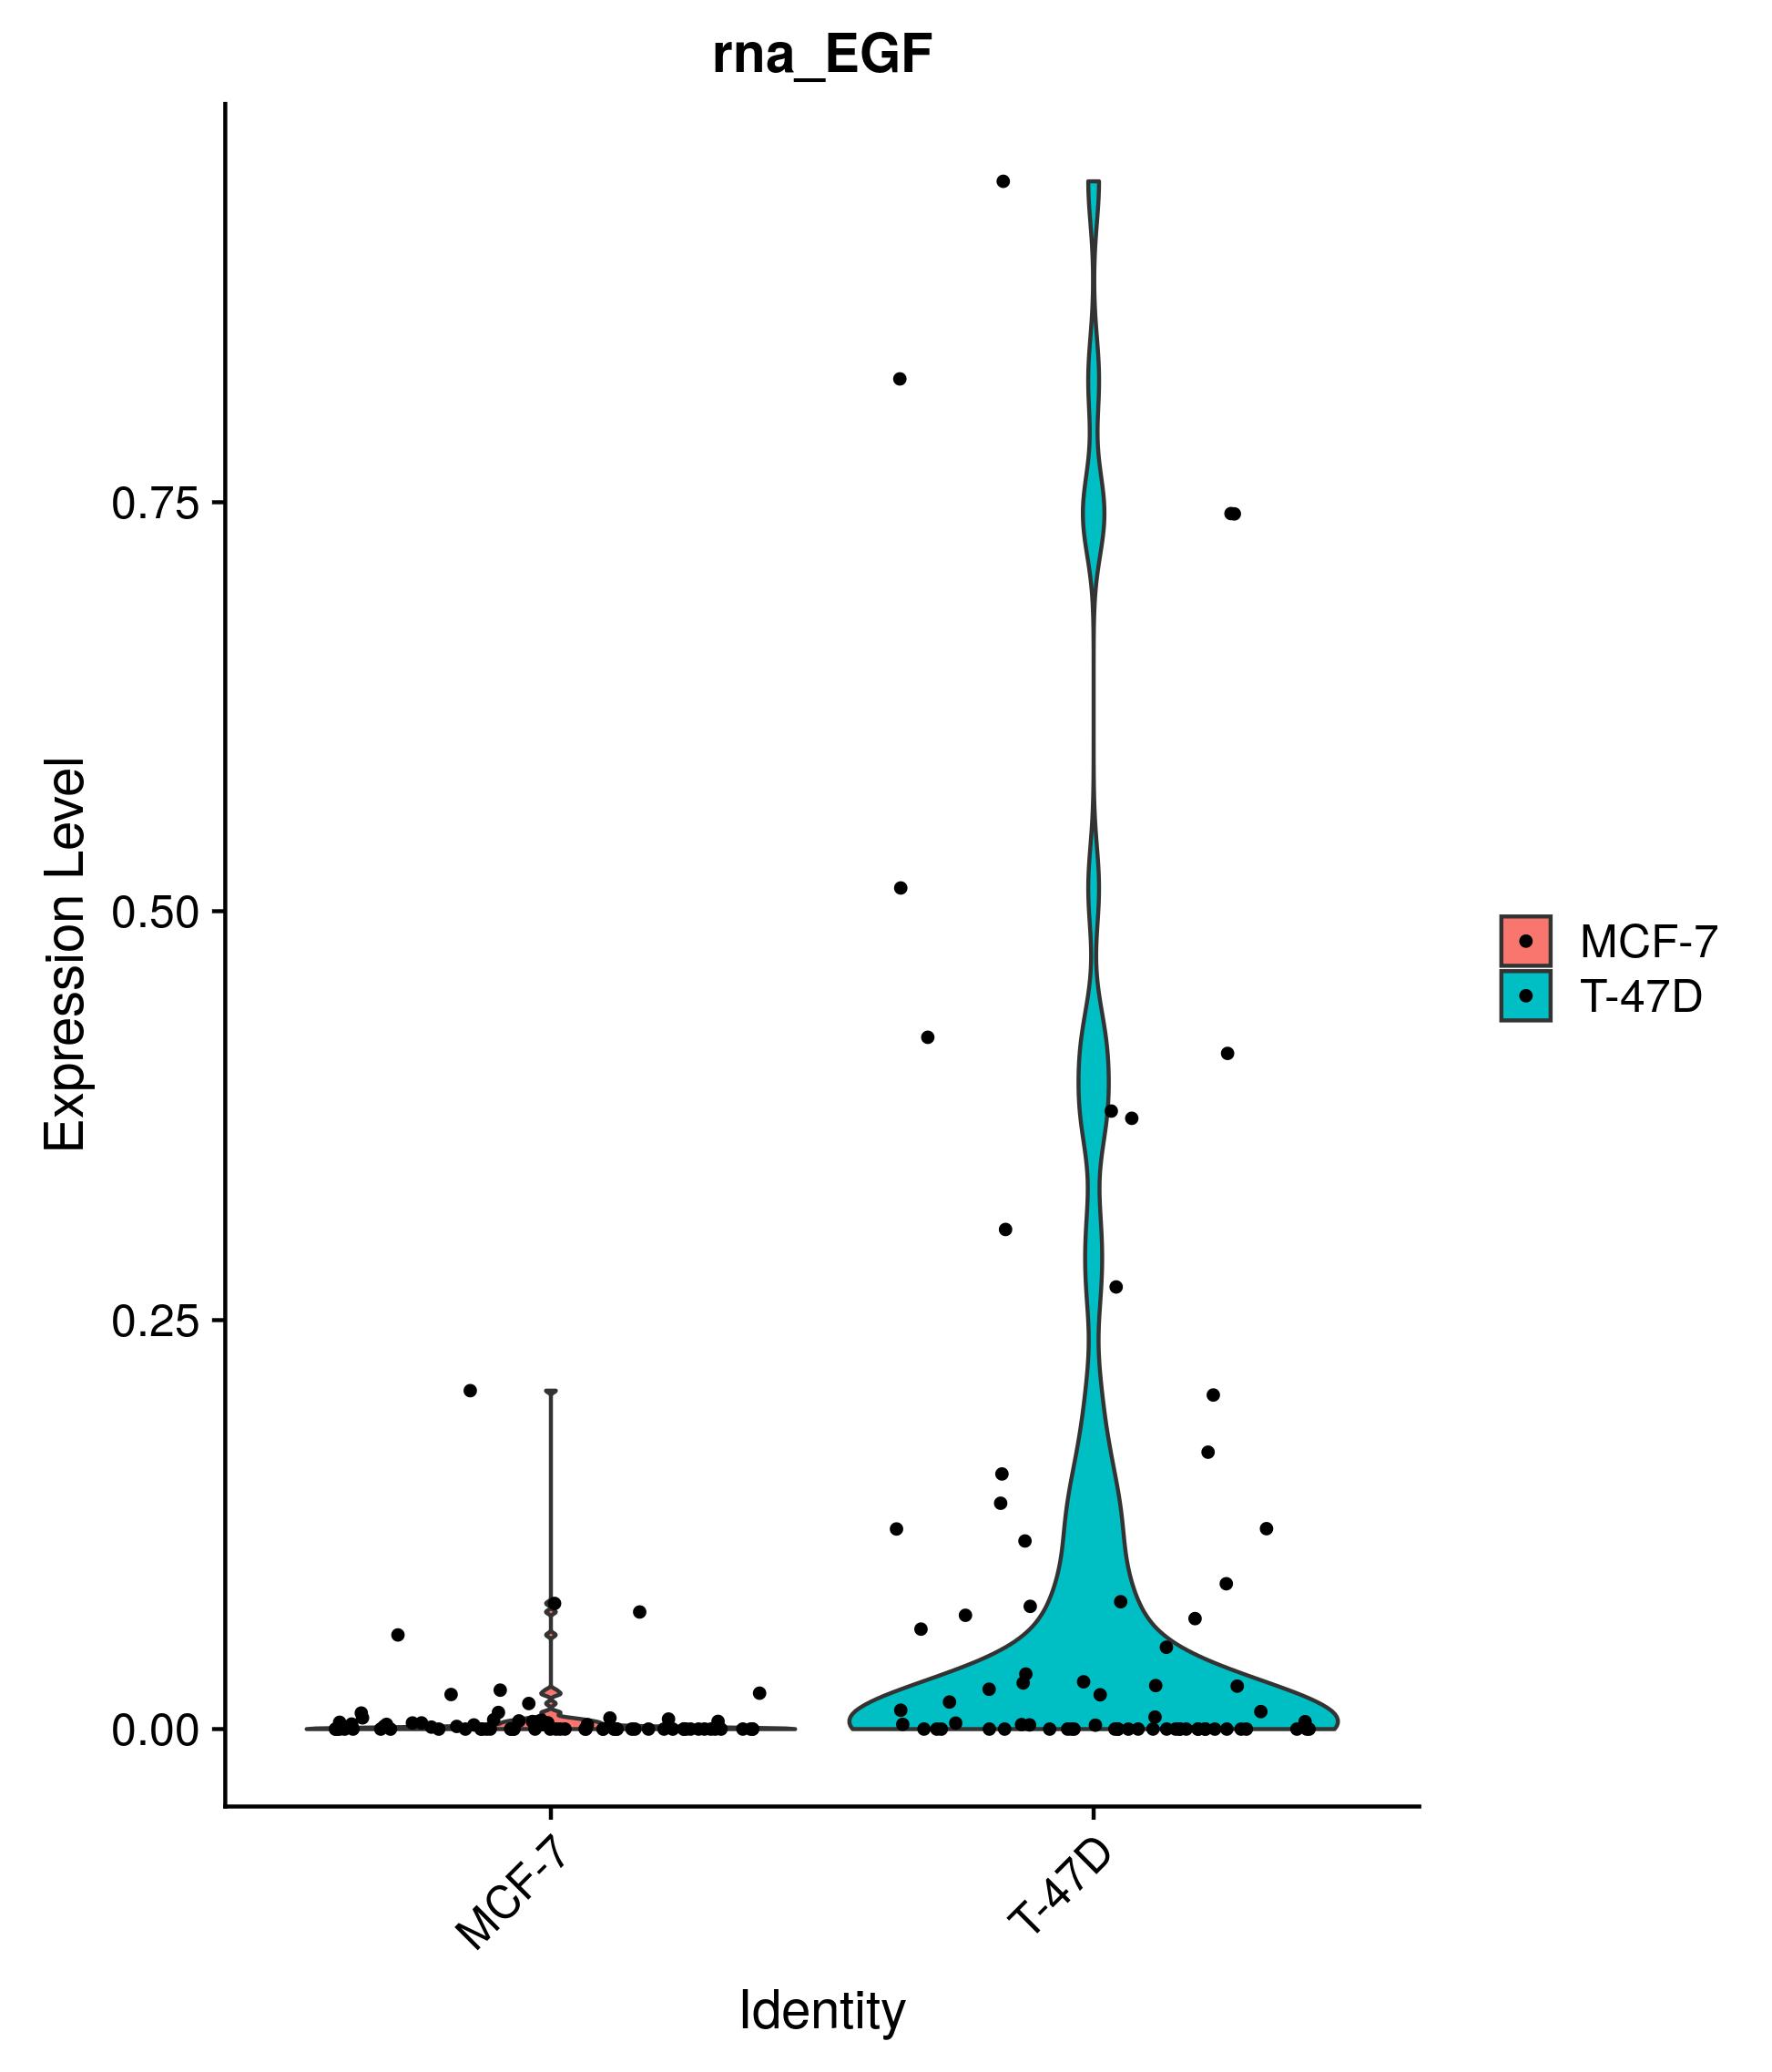 rna_EGF
Expression Level
0.75
0.50
0.25
0.00
MCF-7
T-47D
Identity
MCF-7
T-47D